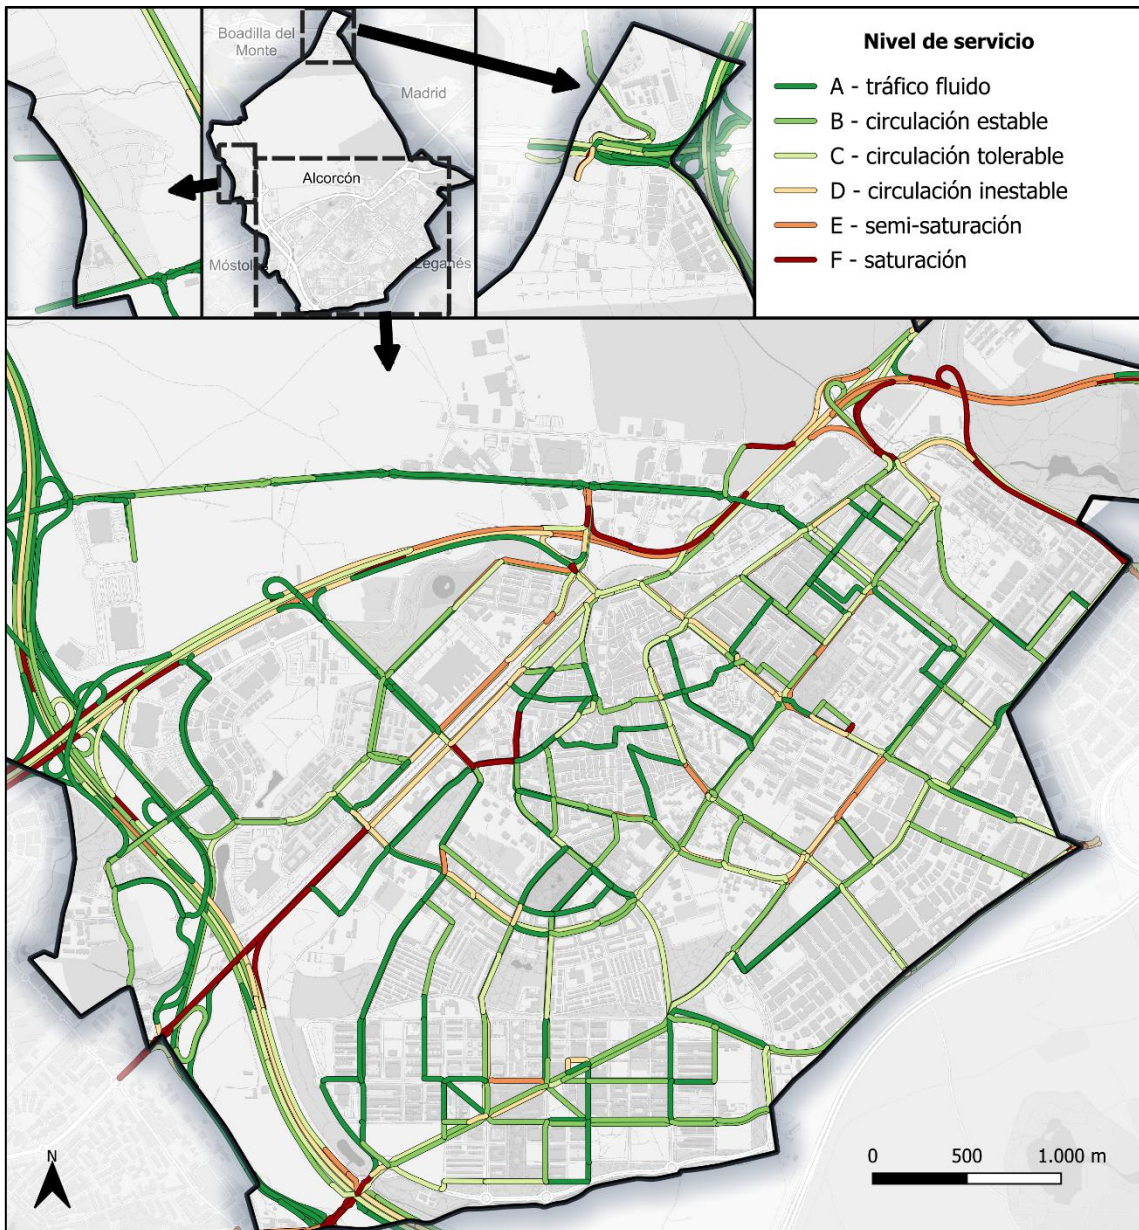 Boadilla del
Monte
Madrid
Alcorcón
Móstoles
Leganés
Nivel de servicio
A - tráfico fluido
B - circulación estable
C - circulación tolerable
D - circulación inestable
E - semi-saturación
F - saturación
N
0 500 1.000 m